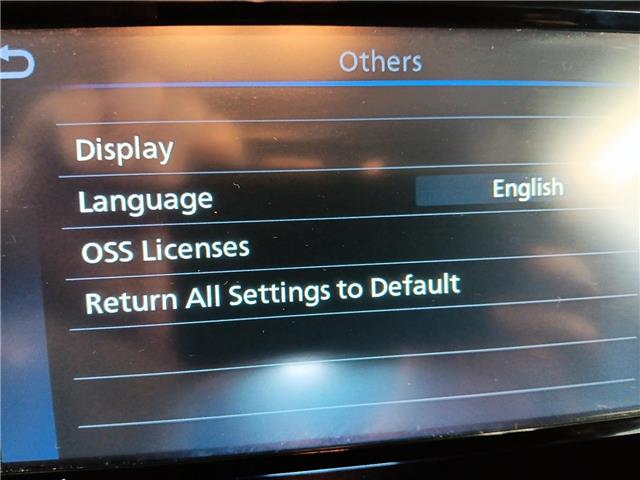 Others
Display
Language English
OSS Licenses
Return All Settings to Default